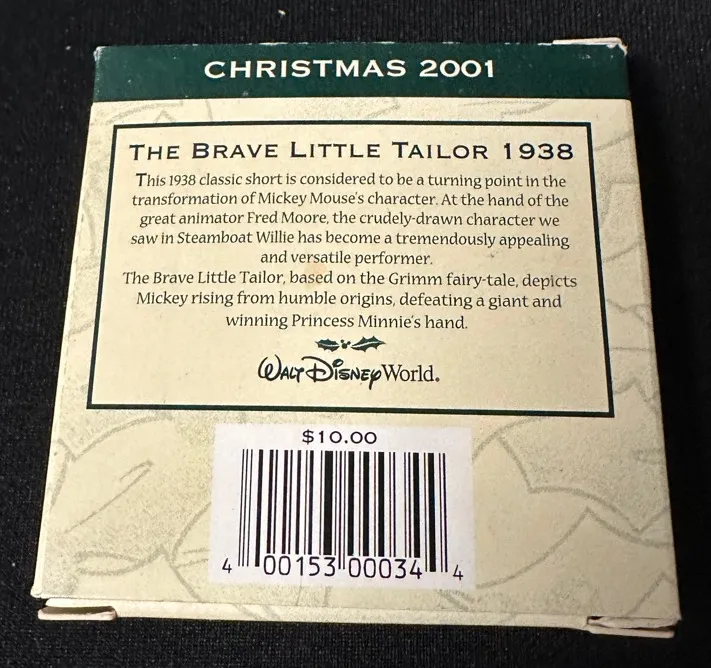 CHRISTMAS 2001
THE BRAVE LITTLE TAILOR 1938
This 1938 classic short is considered to be a turning point in the
transformation of Mickey Mouse's character. At the hand of the
great animator Fred Moore, the crudely-drawn character we
saw in Steamboat Willie has become a tremendously appealing
and versatile performer.
The Brave Little Tailor, based on the Grimm fairy-tale, depicts
Mickey rising from humble origins, defeating a giant and
winning Princess Minnie's hand.
WALT DISNEY World.
$10.00
4 00153 00034 4